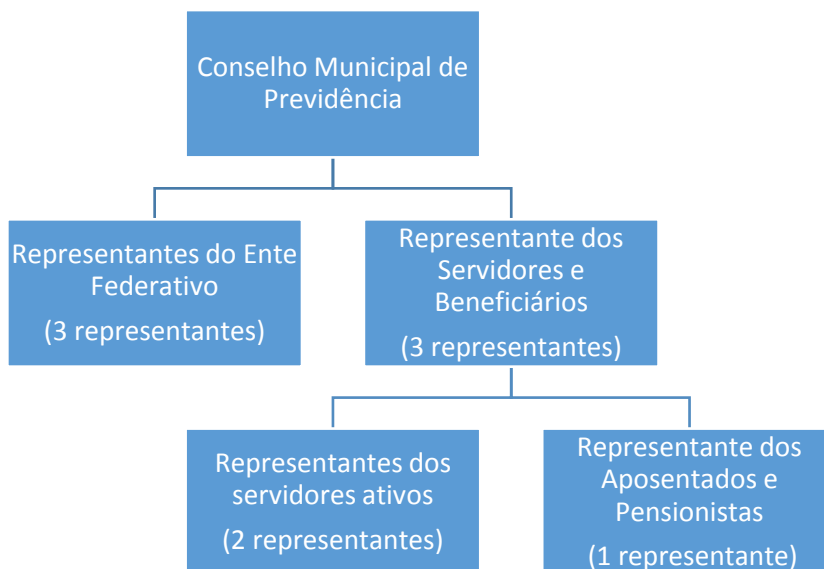 Conselho Municipal de
Previdência
Representantes do Ente
Federativo
(3 representantes)
Representante dos
Servidores e
Beneficiários
(3 representantes)
Representantes dos
servidores ativos
(2 representantes)
Representante dos
Aposentados e
Pensionistas
(1 representante)